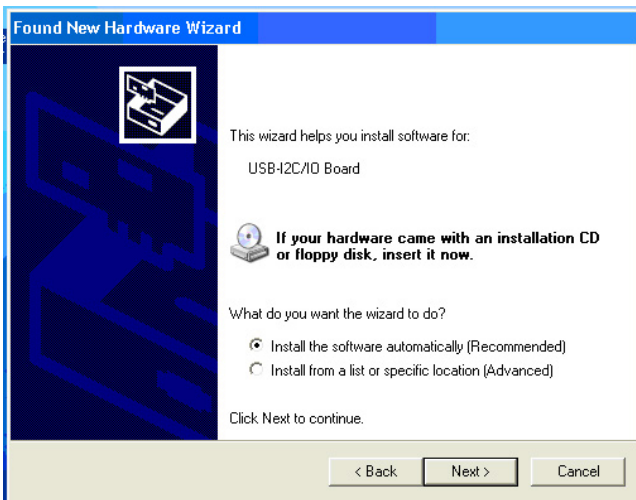 Found New Hardware Wizard
This wizard helps you install software for:
USB-I2C/IO Board
If your hardware came with an installation CD
or floppy disk, insert it now.
What do you want the wizard to do?
Install the software automatically (Recommended)
Install from a list or specific location (Advanced)
Click Next to continue.
< Back
Next >
Cancel